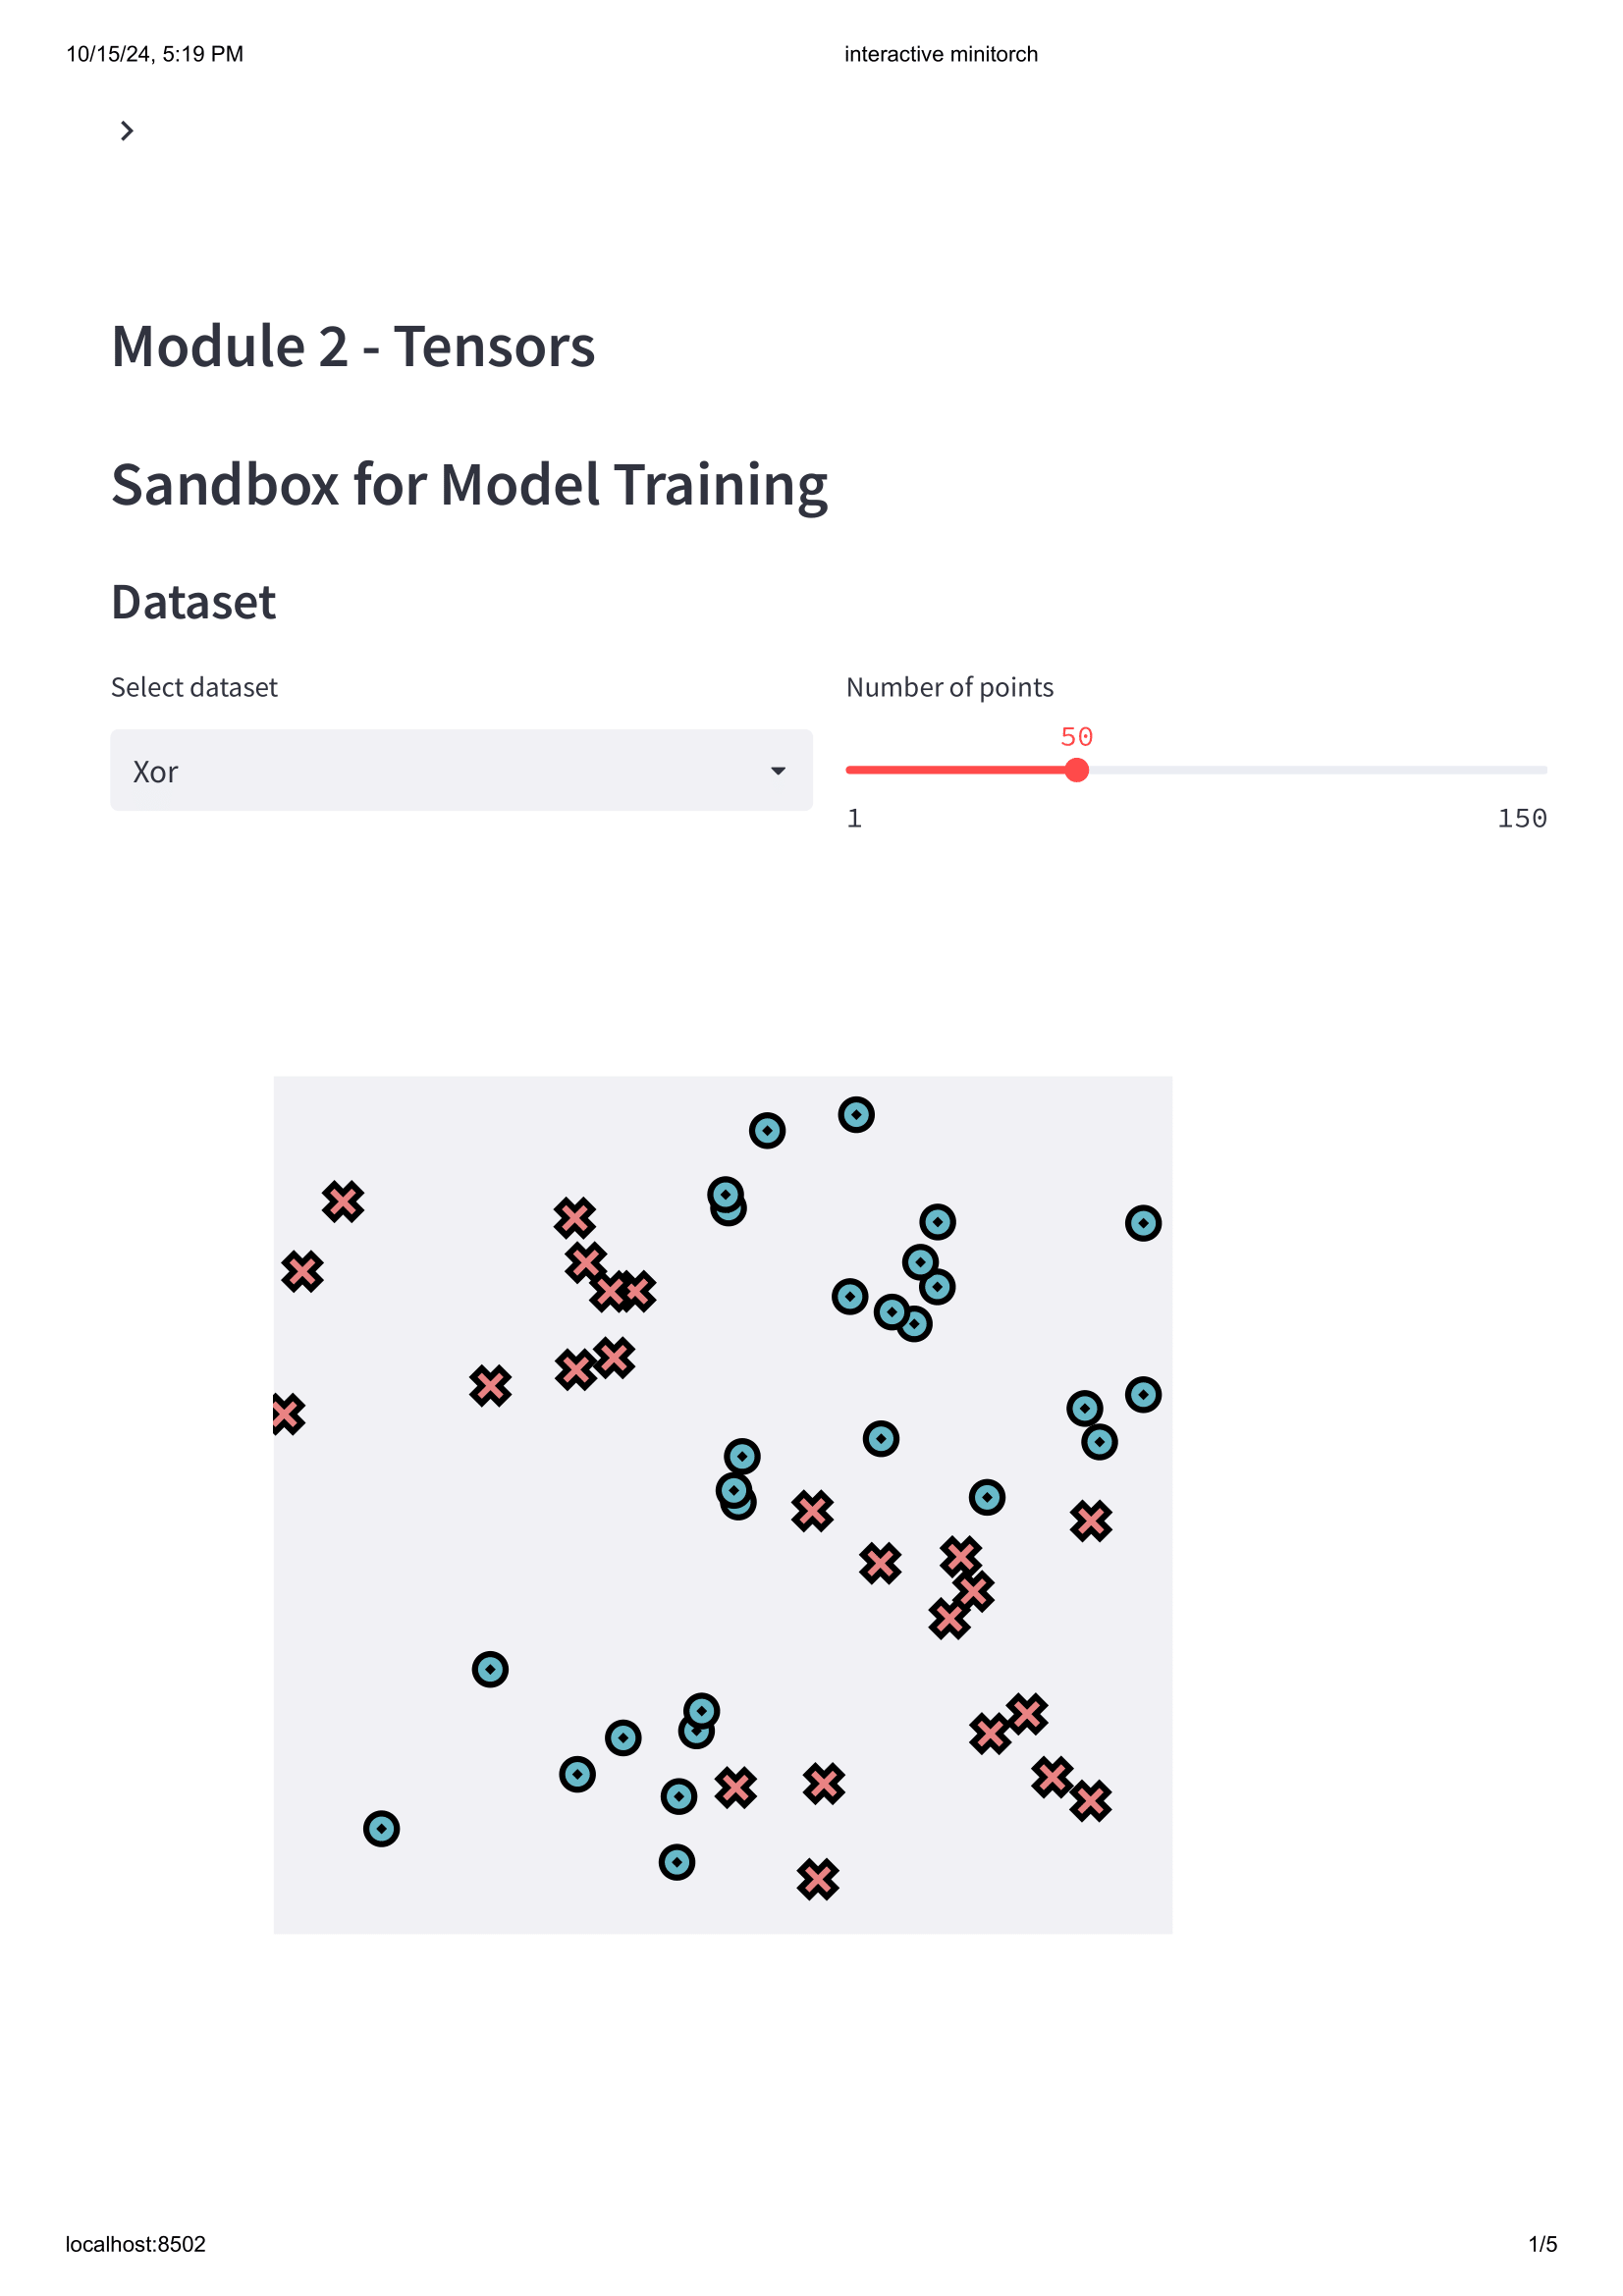 10/15/24, 5:19 PM interactive minitorch
Module 2 - Tensors
Sandbox for Model Training
Dataset
Select dataset
Xor
Number of points
50
1 150
localhost:8502 1/5